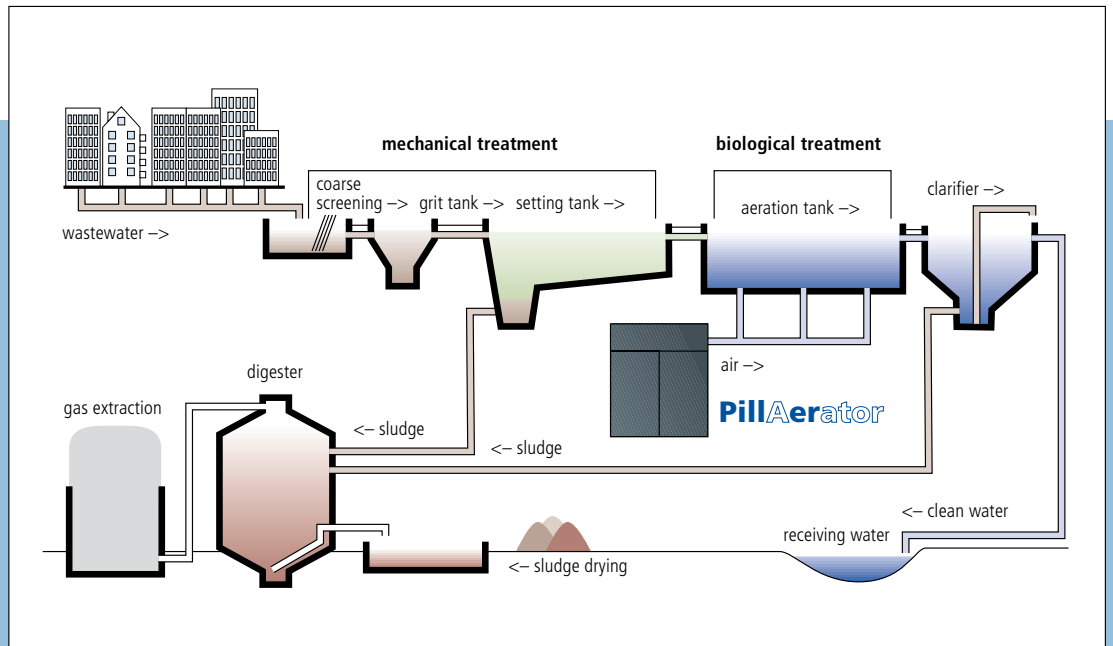 mechanical treatment
biological treatment
coarse
screening –>
grit tank –>
setting tank –>
aeration tank –>
clarifier –>
wastewater –>
air –>
PillAerator
digester
gas extraction
<– sludge
<– sludge
<– clean water
receiving water
<– sludge drying